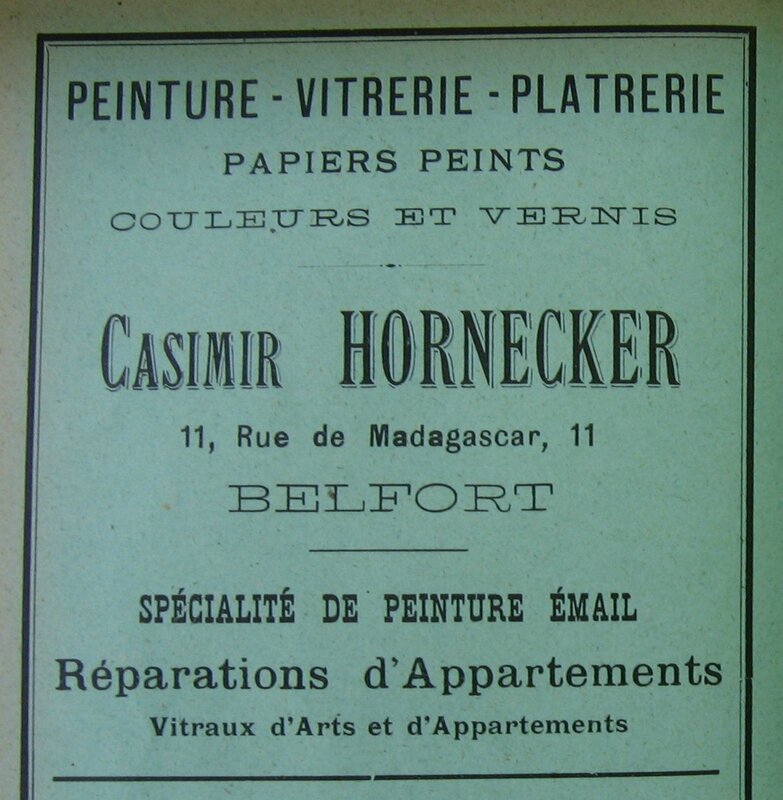 PEINTURE - VITRERIE - PLATRERIE
PAPIERS PEINTS
COULEURS ET VERNIS
CASIMIR HORNECKER
11, Rue de Madagascar, 11
BELFORT
SPÉCIALITÉ DE PEINTURE ÉMAIL
Réparations d'Appartements
Vitraux d'Arts et d'Appartements